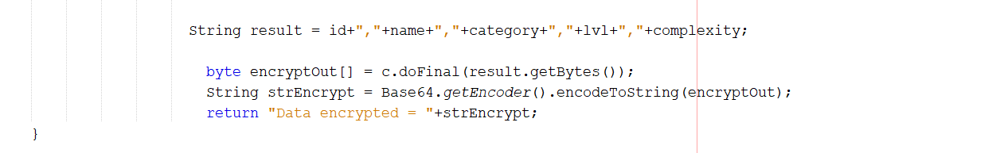 String result = id+","+name+","+category+","+lvl+","+complexity;
byte encryptOut[] = c.doFinal(result.getBytes());
String strEncrypt = Base64.getEncoder().encodeToString(encryptOut);
return "Data encrypted = "+strEncrypt;
}